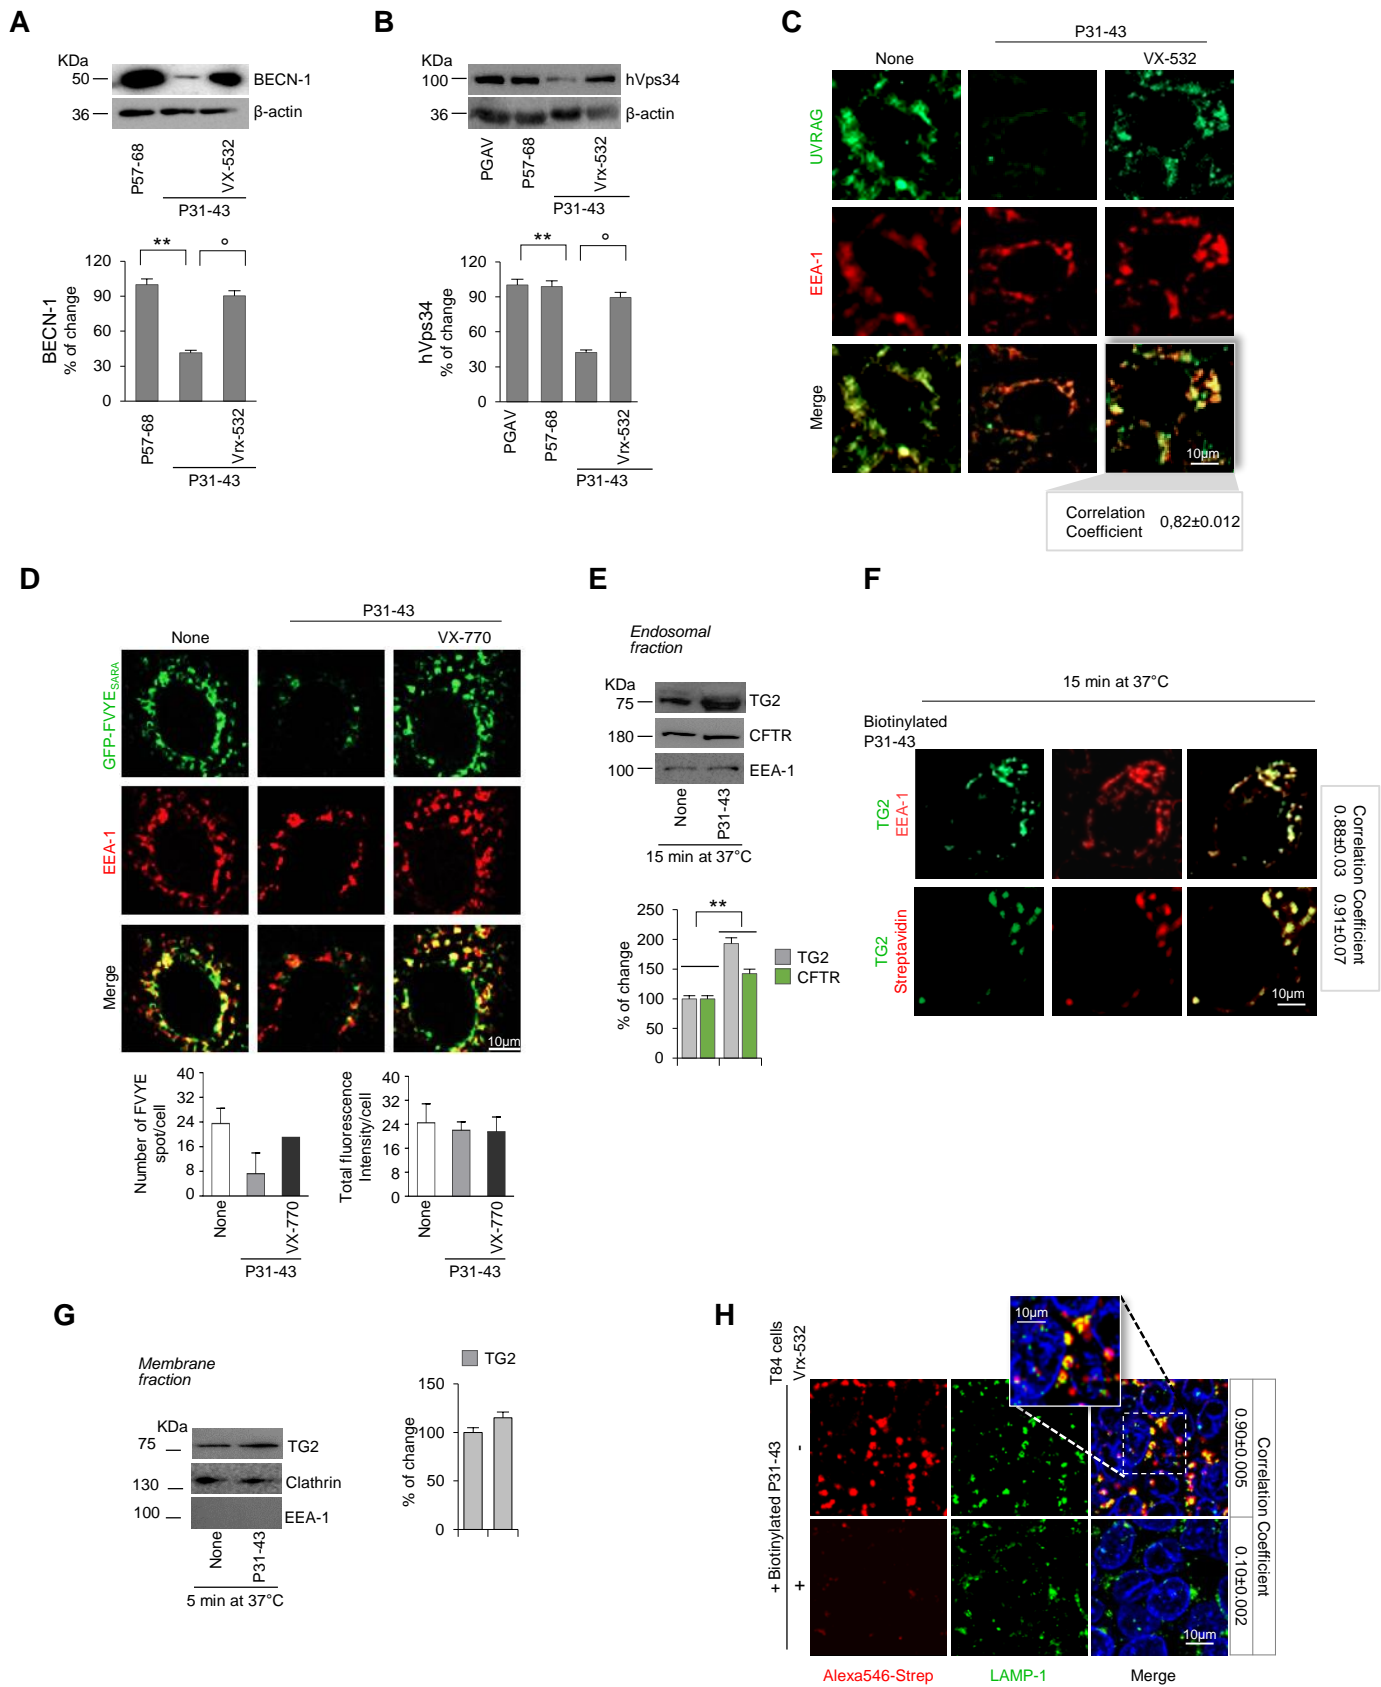 A
KDa
50
BECN-1
36
β-actin
P57-68
VX-532
P31-43
**
°
120
90
60
30
0
BECN-1
% of change
P57-68
Vrx-532
P31-43
B
KDa
100
hVps34
36
β-actin
PGAV
P57-68
Vrx-532
P31-43
**
°
120
90
60
30
0
hVps34
% of change
PGAV
P57-68
Vrx-532
P31-43
C
P31-43
None
VX-532
UVRAG
EEA-1
Merge
10μm
Correlation
Coefficient
0,82±0.012
D
P31-43
None
VX-770
GFP-FVYESARA
EEA-1
Merge
10μm
40
32
24
16
8
0
Number of FVYE
spot/cell
None
VX-770
P31-43
40
32
24
16
8
0
Total fluorescence
Intensity/cell
None
VX-770
P31-43
E
Endosomal
fraction
KDa
75
TG2
180
CFTR
100
EEA-1
None
P31-43
15 min at 37°C
250
200
150
100
50
0
% of change
**
TG2
CFTR
F
15 min at 37°C
Biotinylated
P31-43
TG2
EEA-1
TG2
Streptavidin
10μm
Correlation Coefficient
0.88±0.03 0.91±0.07
G
Membrane
fraction
KDa
75
TG2
130
Clathrin
100
EEA-1
None
P31-43
5 min at 37°C
TG2
150
100
50
0
% of change
H
T84 cells
Vrx-532
+ Biotinylated P31-43
-
+
10μm
10μm
0.90±0.005
0.10±0.002
Correlation Coefficient
Alexa546-Strep
LAMP-1
Merge